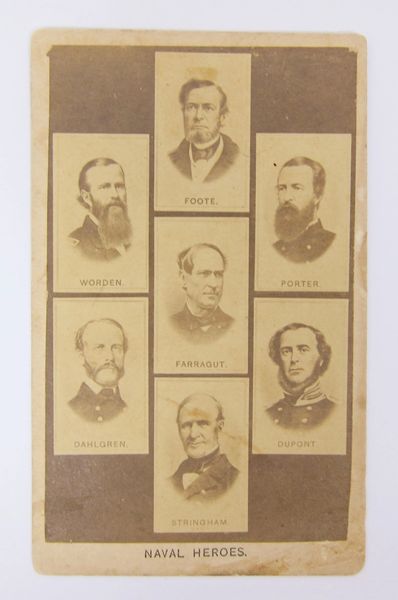 FOOTE.
WORDEN.
PORTER
FARRAGUT.
DAHLGREN.
DUPONT
STRINGHAM
NAVAL HEROES.